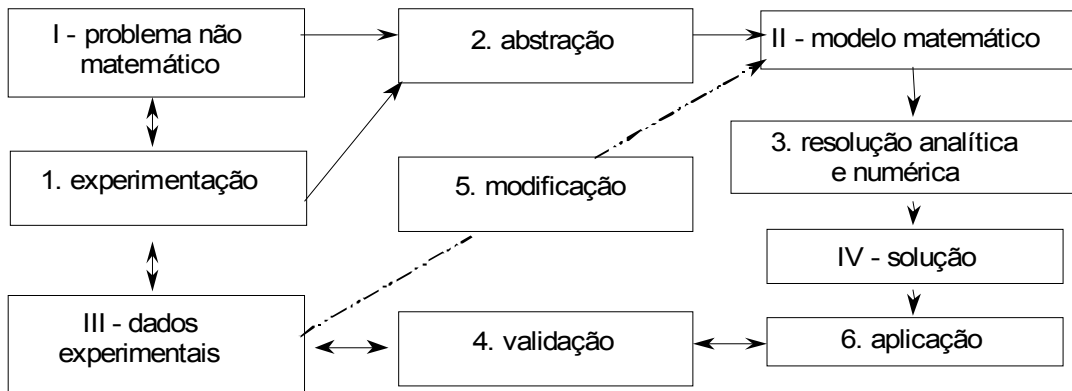 I - problema não
matemático
2. abstração
II - modelo matemático
1. experimentação
5. modificação
3. resolução analítica
e numérica
IV - solução
III - dados
experimentais
4. validação
6. aplicação